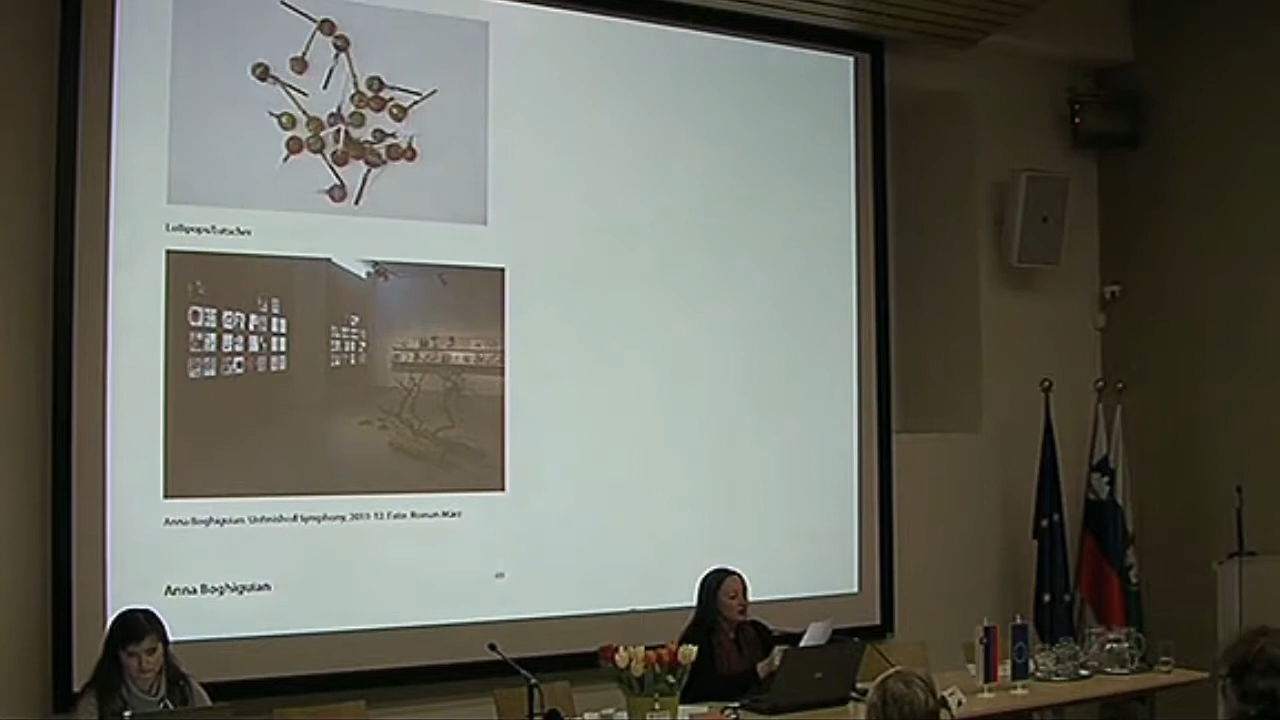 Lollipops/Lutscher
Anna Boghiguian: Unfinished Symphony, 2011-12. Foto: Roman März
Anna Boghiguian